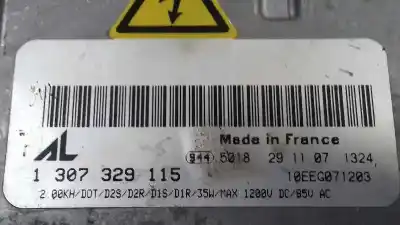 Made in France
AL 944 5018 29 11 07 1324
1 307 329 115 10EEG071203
2 00KH/DOT/D2S/D2R/D1S/D1R/35W/MAX 1200V DC/85V AC